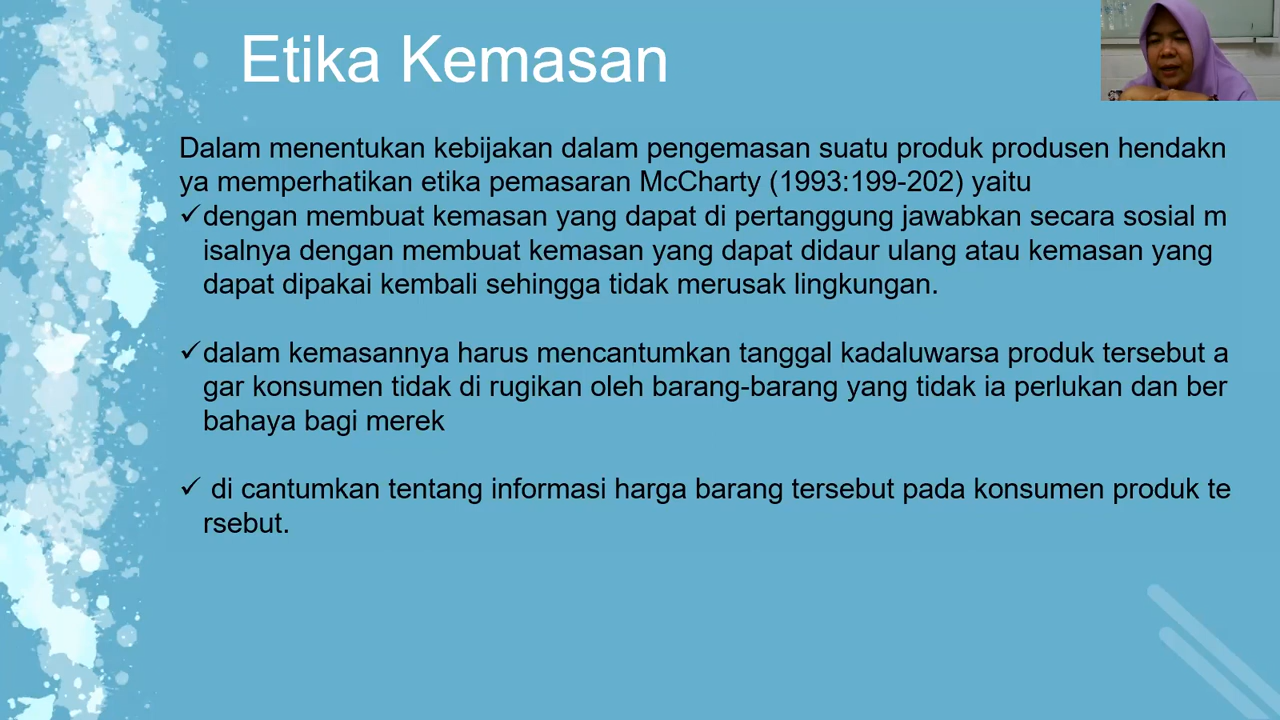 Etika Kemasan
Dalam menentukan kebijakan dalam pengemasan suatu produk produsen hendakn
ya memperhatikan etika pemasaran McCharty (1993:199-202) yaitu
✓dengan membuat kemasan yang dapat di pertanggung jawabkan secara sosial m
isalnya dengan membuat kemasan yang dapat didaur ulang atau kemasan yang
dapat dipakai kembali sehingga tidak merusak lingkungan.
✓dalam kemasannya harus mencantumkan tanggal kadaluwarsa produk tersebut a
gar konsumen tidak di rugikan oleh barang-barang yang tidak ia perlukan dan ber
bahaya bagi merek
✓ di cantumkan tentang informasi harga barang tersebut pada konsumen produk te
rsebut.